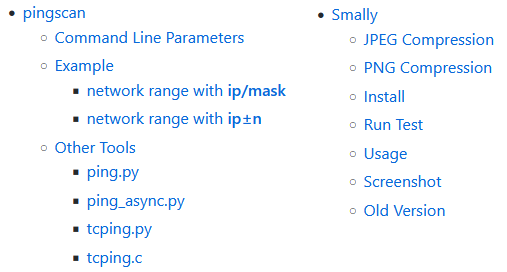 pingscan
Command Line Parameters
Example
network range with ip/mask
network range with ip±n
Other Tools
ping.py
ping_async.py
tcping.py
tcping.c
Smally
JPEG Compression
PNG Compression
Install
Run Test
Usage
Screenshot
Old Version